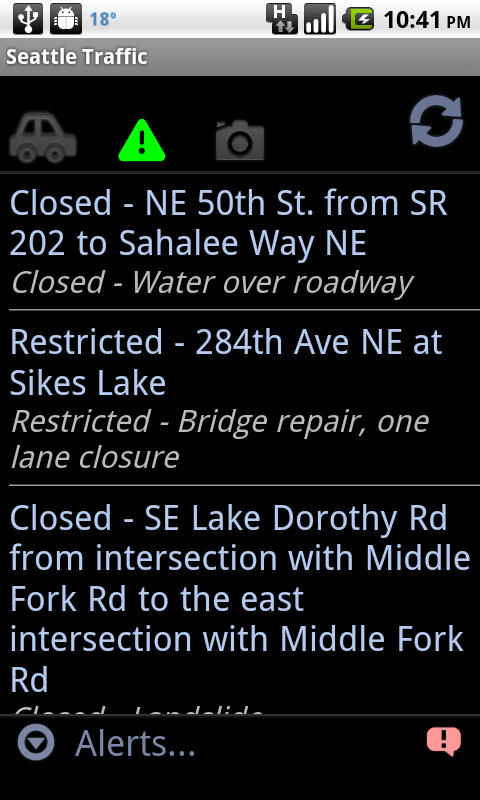 18°
H
10:41 PM
Seattle Traffic
Closed - NE 50th St. from SR
202 to Sahalee Way NE
Closed - Water over roadway
Restricted - 284th Ave NE at
Sikes Lake
Restricted - Bridge repair, one
lane closure
Closed - SE Lake Dorothy Rd
from intersection with Middle
Fork Rd to the east
intersection with Middle Fork
Rd
Closed - Landslide
Alerts...